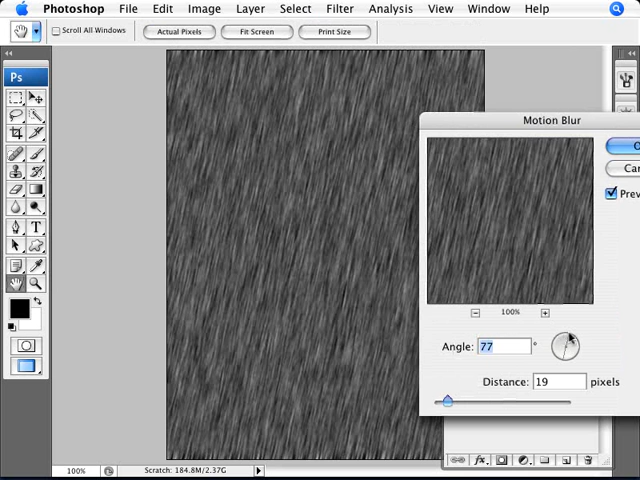 Photoshop File Edit Image Layer Select Filter Analysis View Window Help
Scroll All Windows Actual Pixels Fit Screen Print Size
Ps
Motion Blur
100%
Angle: 77 °
Distance: 19 pixels
T
fx
100% Scratch: 184.8M/2.37G